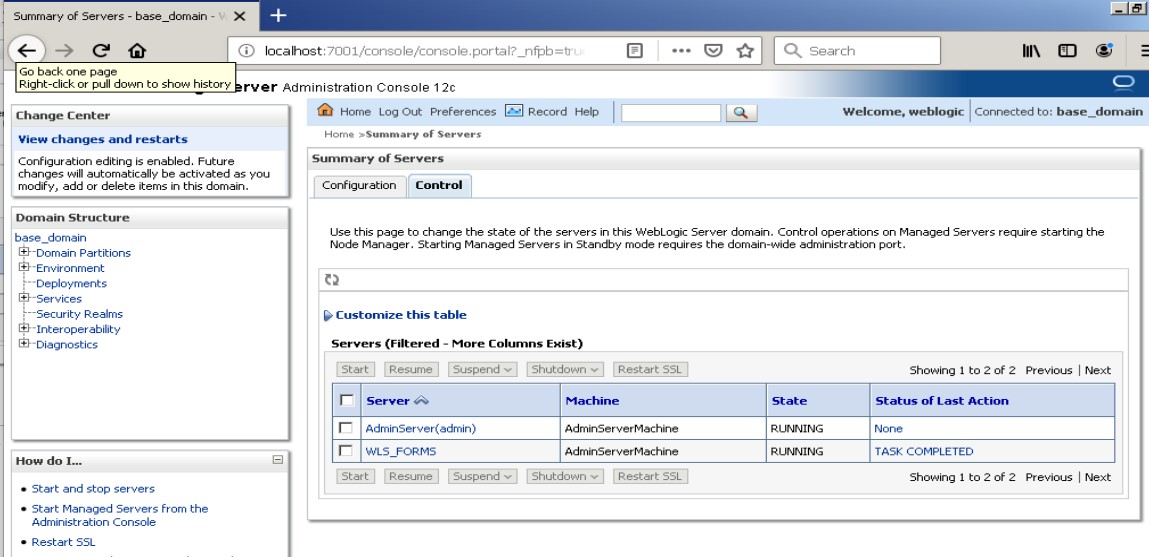 Summary of Servers - base_domain - W
localhost:7001/console/console.portal?_nfpb=tru
Search
Go back one page
Right-click or pull down to show history
erver Administration Console 12c
Change Center
View changes and restarts
Configuration editing is enabled. Future
changes will automatically be activated as you
modify, add or delete items in this domain.
Domain Structure
base_domain
Domain Partitions
Environment
Deployments
Services
Security Realms
Interoperability
Diagnostics
How do I...
Start and stop servers
Start Managed Servers from the
Administration Console
Restart SSL
Home Log Out Preferences Record Help
Welcome, weblogic Connected to: base_domain
Home >Summary of Servers
Summary of Servers
Configuration Control
Use this page to change the state of the servers in this WebLogic Server domain. Control operations on Managed Servers require starting the
Node Manager. Starting Managed Servers in Standby mode requires the domain-wide administration port.
Customize this table
Servers (Filtered - More Columns Exist)
Start Resume Suspend Shutdown Restart SSL Showing 1 to 2 of 2 Previous | Next
Server Machine State Status of Last Action
AdminServer(admin) AdminServerMachine RUNNING None
WLS_FORMS AdminServerMachine RUNNING TASK COMPLETED
Start Resume Suspend Shutdown Restart SSL Showing 1 to 2 of 2 Previous | Next